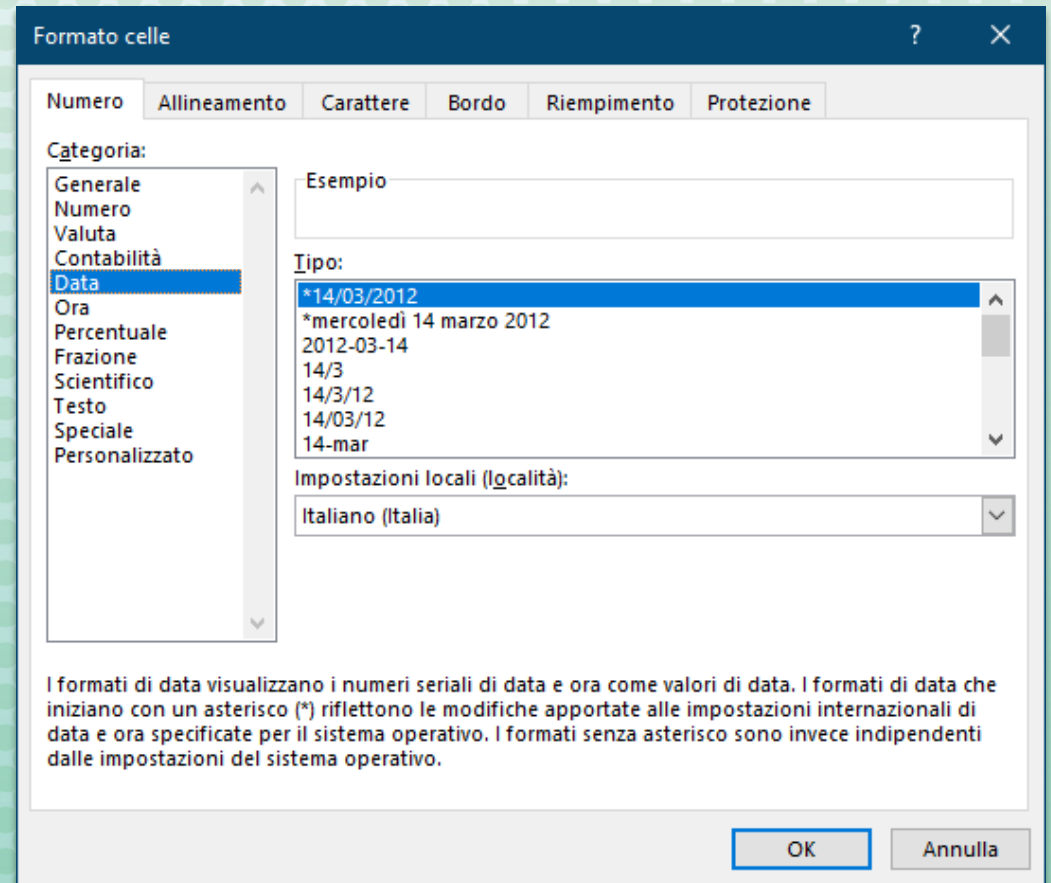 Formato celle
?
Numero
Allineamento
Carattere
Bordo
Riempimento
Protezione
Categoria:
Generale
Numero
Valuta
Contabilità
Data
Ora
Percentuale
Frazione
Scientifico
Testo
Speciale
Personalizzato
Esempio
Tipo:
*14/03/2012
*mercoledì 14 marzo 2012
2012-03-14
14/3
14/3/12
14/03/12
14-mar
Impostazioni locali (località):
Italiano (Italia)
I formati di data visualizzano i numeri seriali di data e ora come valori di data. I formati di data che
iniziano con un asterisco (*) riflettono le modifiche apportate alle impostazioni internazionali di
data e ora specificate per il sistema operativo. I formati senza asterisco sono invece indipendenti
dalle impostazioni del sistema operativo.
OK
Annulla